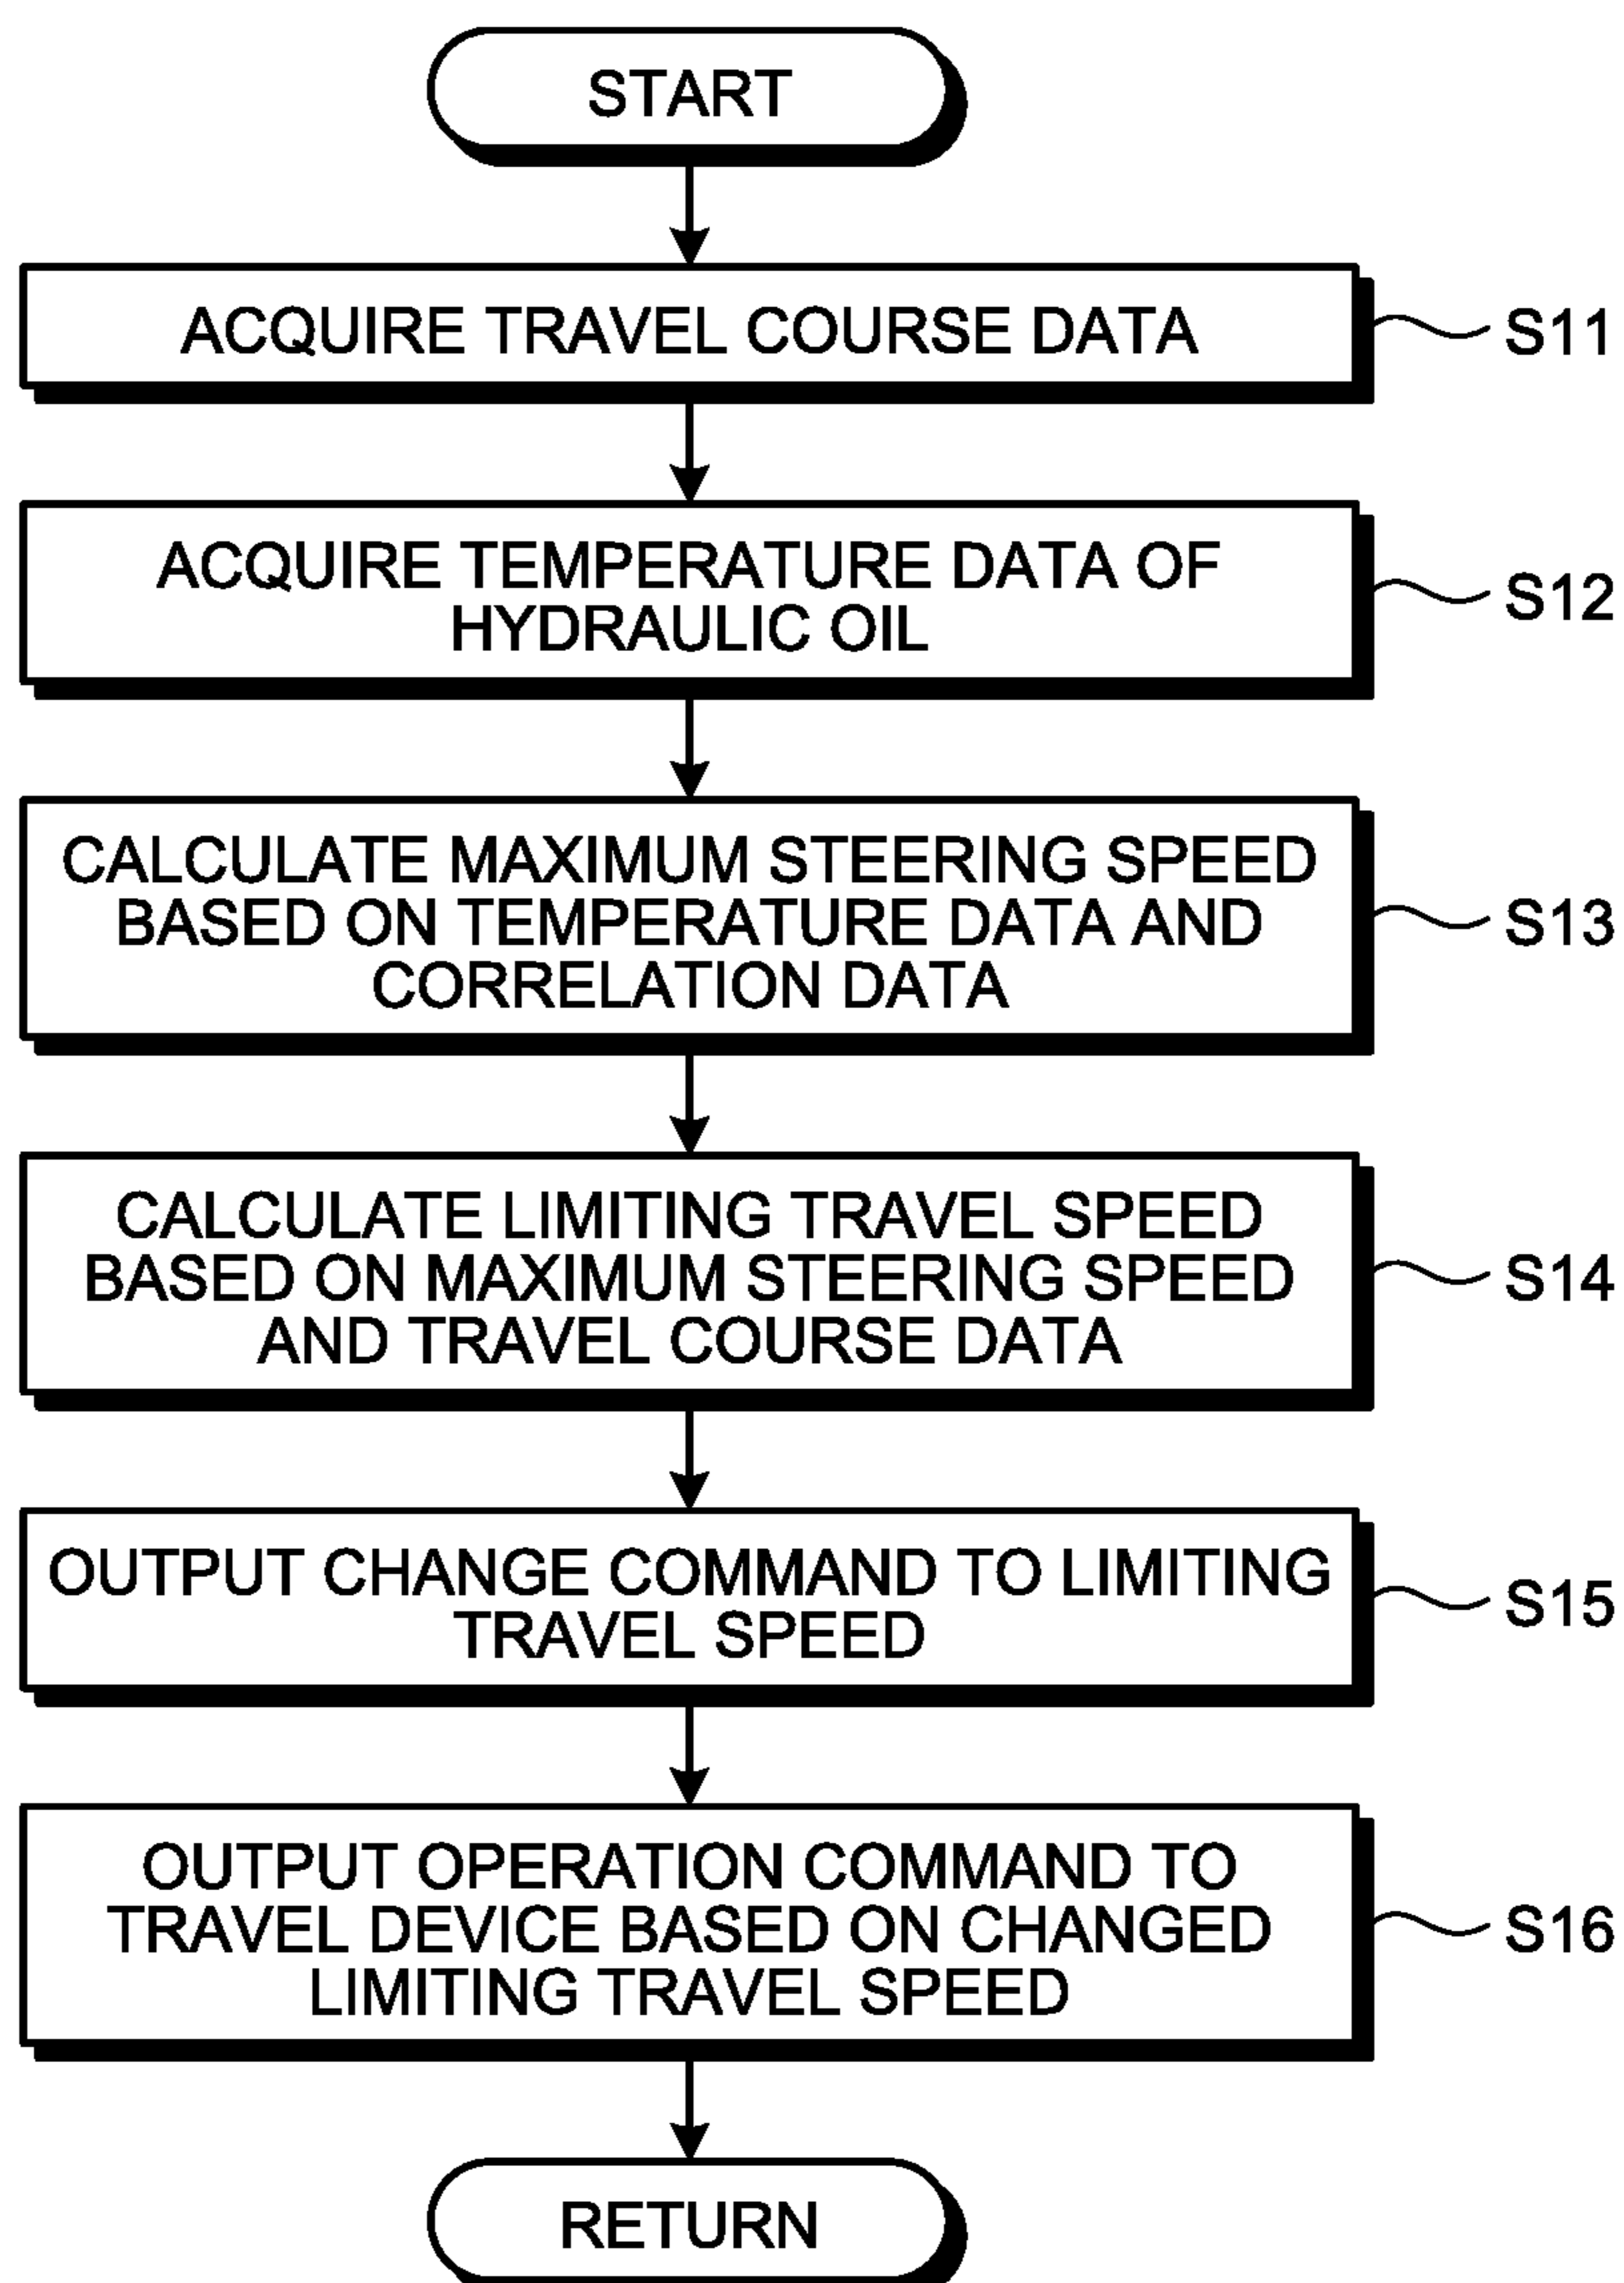 START
ACQUIRE TRAVEL COURSE DATA
S11
ACQUIRE TEMPERATURE DATA OF
HYDRAULIC OIL
S12
CALCULATE MAXIMUM STEERING SPEED
BASED ON TEMPERATURE DATA AND
CORRELATION DATA
S13
CALCULATE LIMITING TRAVEL SPEED
BASED ON MAXIMUM STEERING SPEED
AND TRAVEL COURSE DATA
S14
OUTPUT CHANGE COMMAND TO LIMITING
TRAVEL SPEED
S15
OUTPUT OPERATION COMMAND TO
TRAVEL DEVICE BASED ON CHANGED
LIMITING TRAVEL SPEED
S16
RETURN